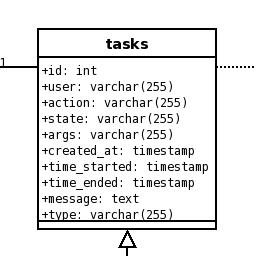 tasks
1
+id: int
+user: varchar(255)
+action: varchar(255)
+state: varchar(255)
+args: varchar(255)
+created_at: timestamp
+time_started: timestamp
+time_ended: timestamp
+message: text
+type: varchar(255)